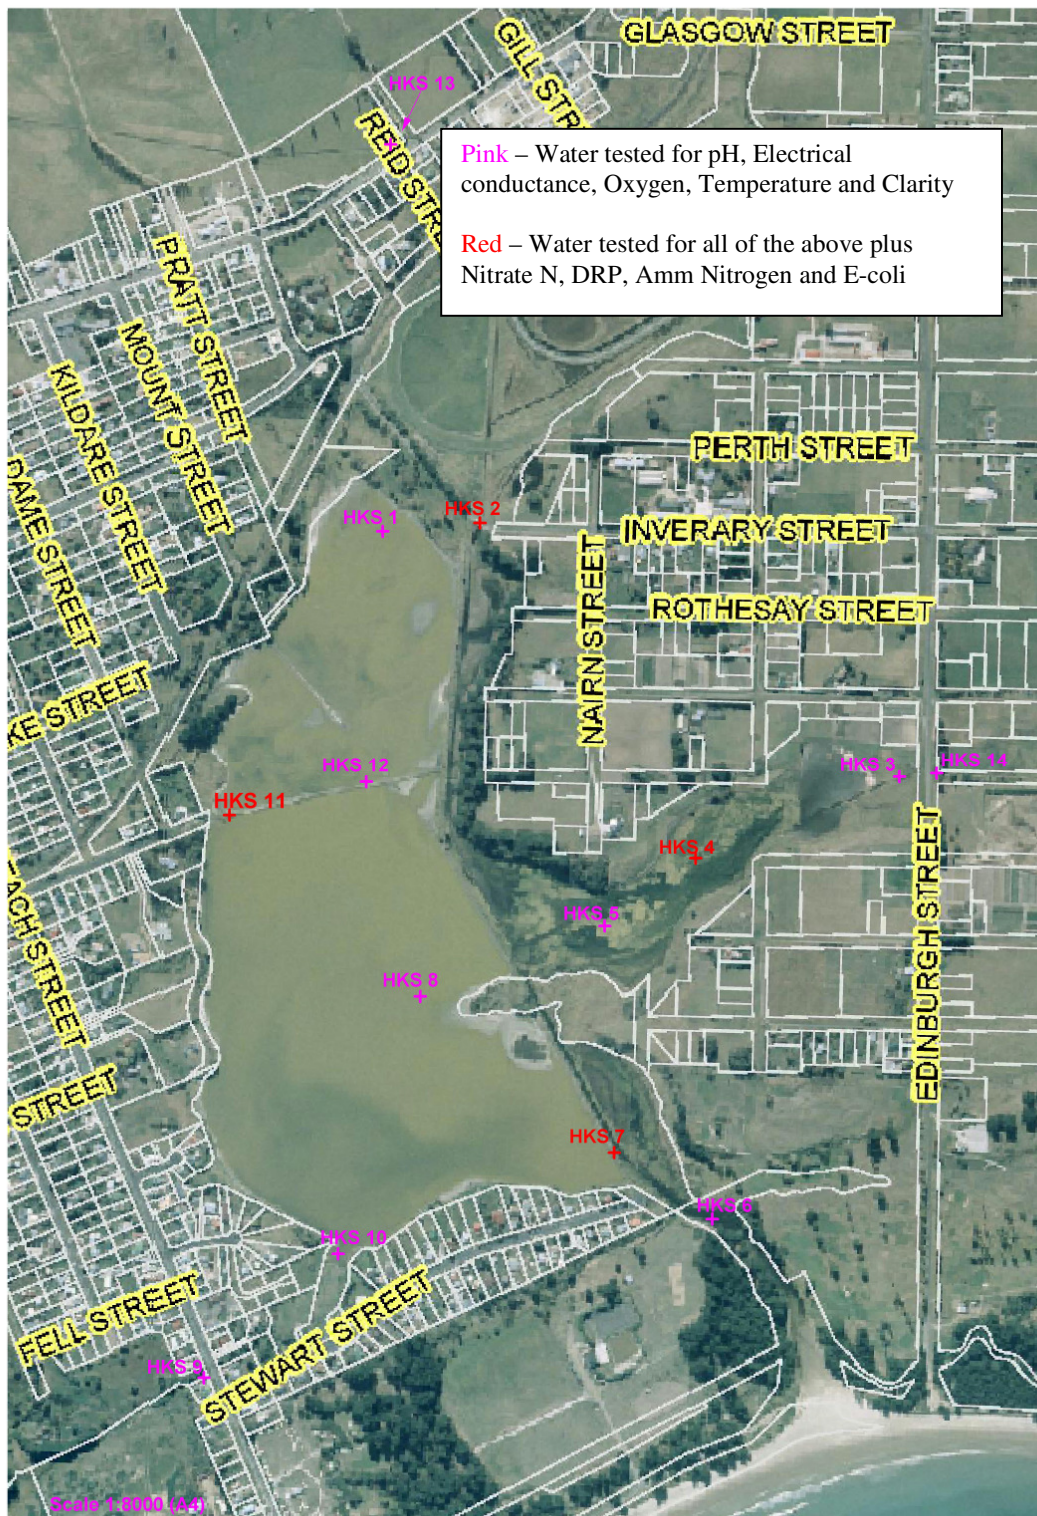 GLASGOW STREET
GILL STR
HKS 13
REID STRE
Pink – Water tested for pH, Electrical
conductance, Oxygen, Temperature and Clarity
Red – Water tested for all of the above plus
Nitrate N, DRP, Amm Nitrogen and E-coli
PRATT STREET
MOUNT STREET
KILDARE STREET
DAME STREET
PERTH STREET
HKS 1
HKS 2
INVERARY STREET
NAIRN STREET
ROTHESAY STREET
KE STREET
HKS 12
HKS 3
HKS 14
HKS 11
HKS 4
EDINBURGH STREET
ACH STREET
HKS 5
HKS 8
STREET
HKS 7
HKS 6
HKS 10
FELL STREET
STEWART STREET
HKS 9
Scale 1:8000 (A4)